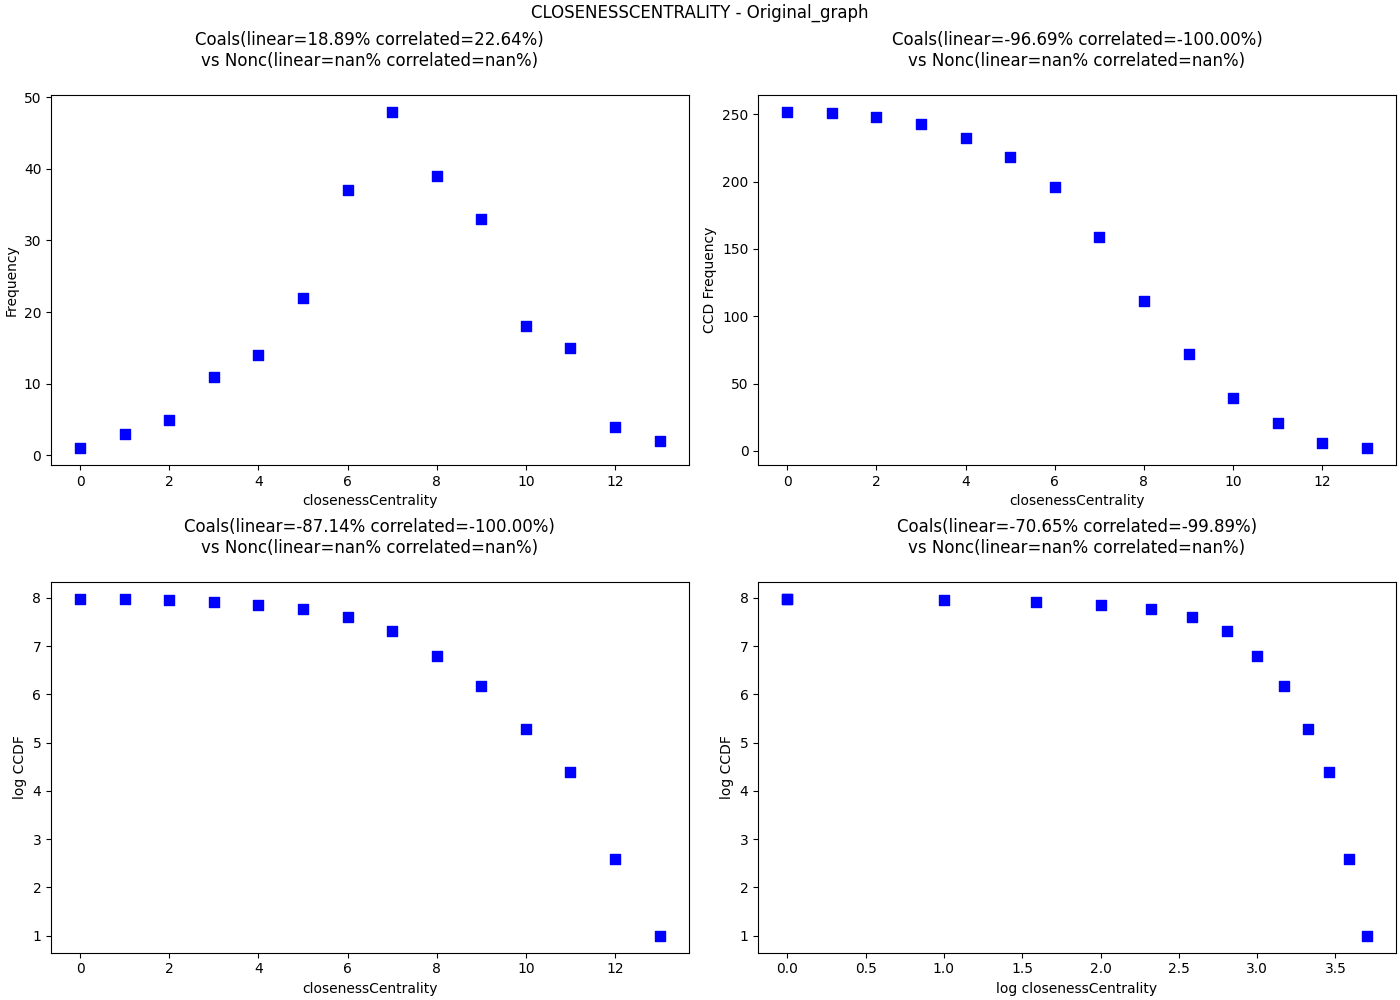 CLOSENESSCENTRALITY - Original_graph
Coals(linear=18.89% correlated=22.64%)
vs Nonc(linear=nan% correlated=nan%)
50
40
30
20
10
0
Frequency
0 2 4 6 8 10 12
closenessCentrality
Coals(linear=-96.69% correlated=-100.00%)
vs Nonc(linear=nan% correlated=nan%)
250
200
150
100
50
0
CCD Frequency
0 2 4 6 8 10 12
closenessCentrality
Coals(linear=-87.14% correlated=-100.00%)
vs Nonc(linear=nan% correlated=nan%)
8
7
6
5
4
3
2
1
log CCDF
0 2 4 6 8 10 12
closenessCentrality
Coals(linear=-70.65% correlated=-99.89%)
vs Nonc(linear=nan% correlated=nan%)
8
7
6
5
4
3
2
1
log CCDF
0.0 0.5 1.0 1.5 2.0 2.5 3.0 3.5
log closenessCentrality